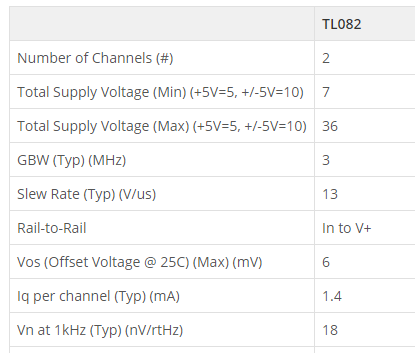 TL082
Number of Channels (#) 2
Total Supply Voltage (Min) (+5V=5, +/-5V=10) 7
Total Supply Voltage (Max) (+5V=5, +/-5V=10) 36
GBW (Typ) (MHz) 3
Slew Rate (Typ) (V/us) 13
Rail-to-Rail In to V+
Vos (Offset Voltage @ 25C) (Max) (mV) 6
Iq per channel (Typ) (mA) 1.4
Vn at 1kHz (Typ) (nV/rtHz) 18